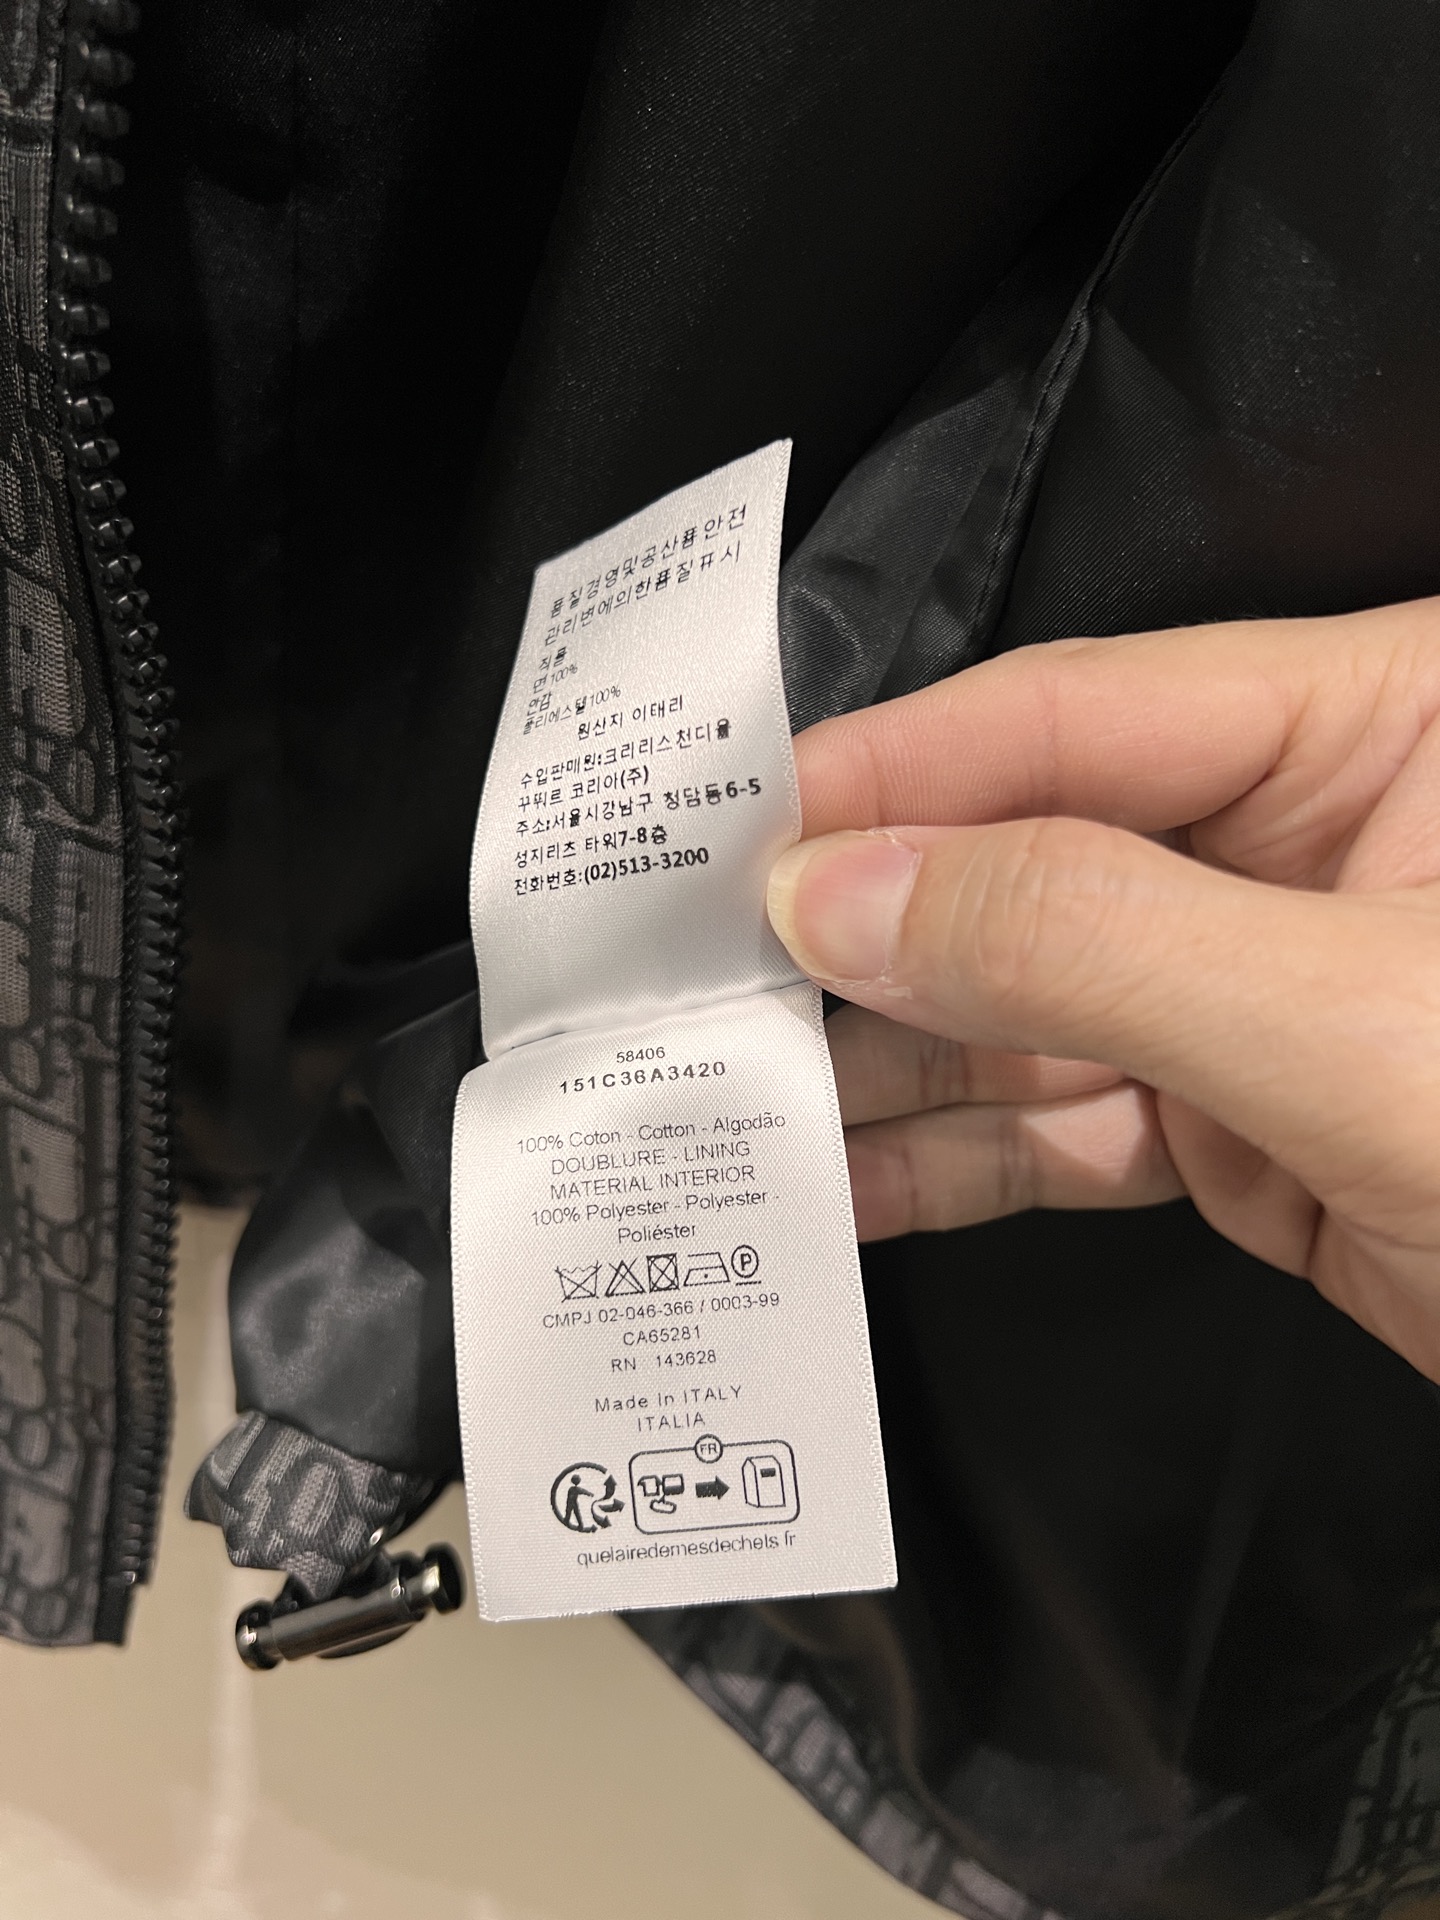 품질경영및공산품안전
관리변에의한품질표시
직물
면100%
안감
폴리에스텔100%
원산지 이태리
수입판매원:크리리스천디올
꾸뛰르 코리아(주)
주소:서울시강남구 청담동6-5
성지리츠 타워7-8층
전화번호:(02)513-3200
58406
151C36A3420
100% Coton - Cotton - Algodão
DOUBLURE - LINING
MATERIAL INTERIOR
100% Polyester - Polyester -
Poliéster
P
CMPJ 02-046-366 / 0003-99
CA65281
RN 143628
Made in ITALY
ITALIA
FR
quelairedemesdechets.fr